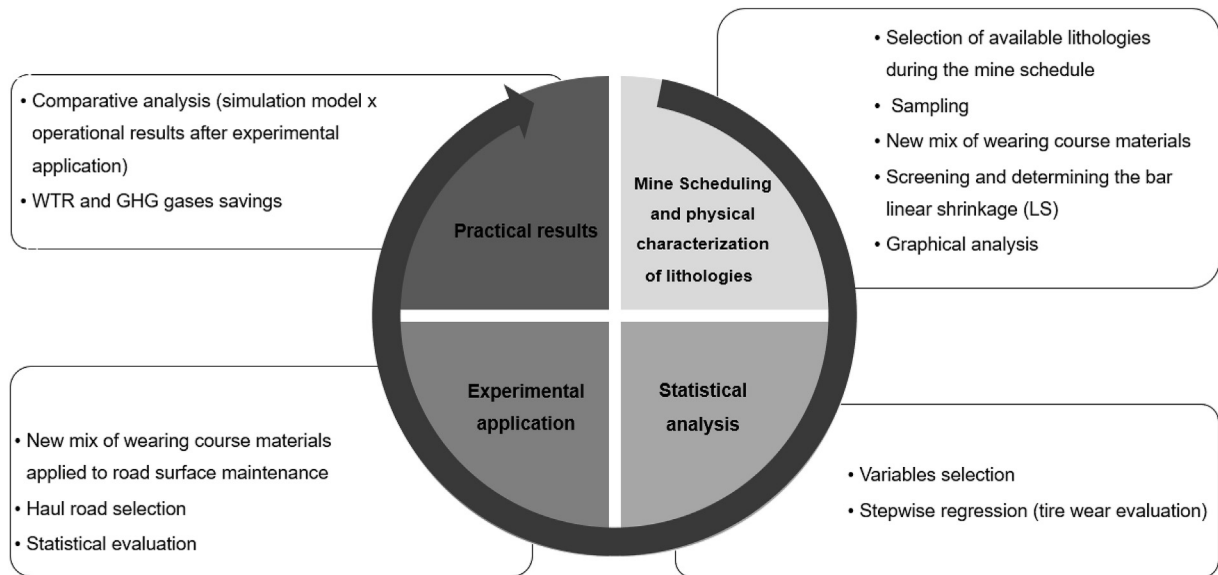 • Selection of available lithologies
during the mine schedule
• Sampling
• New mix of wearing course materials
• Screening and determining the bar
linear shrinkage (LS)
• Graphical analysis
• Comparative analysis (simulation model x
operational results after experimental
application)
• WTR and GHG gases savings
Practical results
Mine Scheduling
and physical
characterization
of lithologies
Experimental
application
Statistical
analysis
• New mix of wearing course materials
applied to road surface maintenance
• Haul road selection
• Statistical evaluation
• Variables selection
• Stepwise regression (tire wear evaluation)